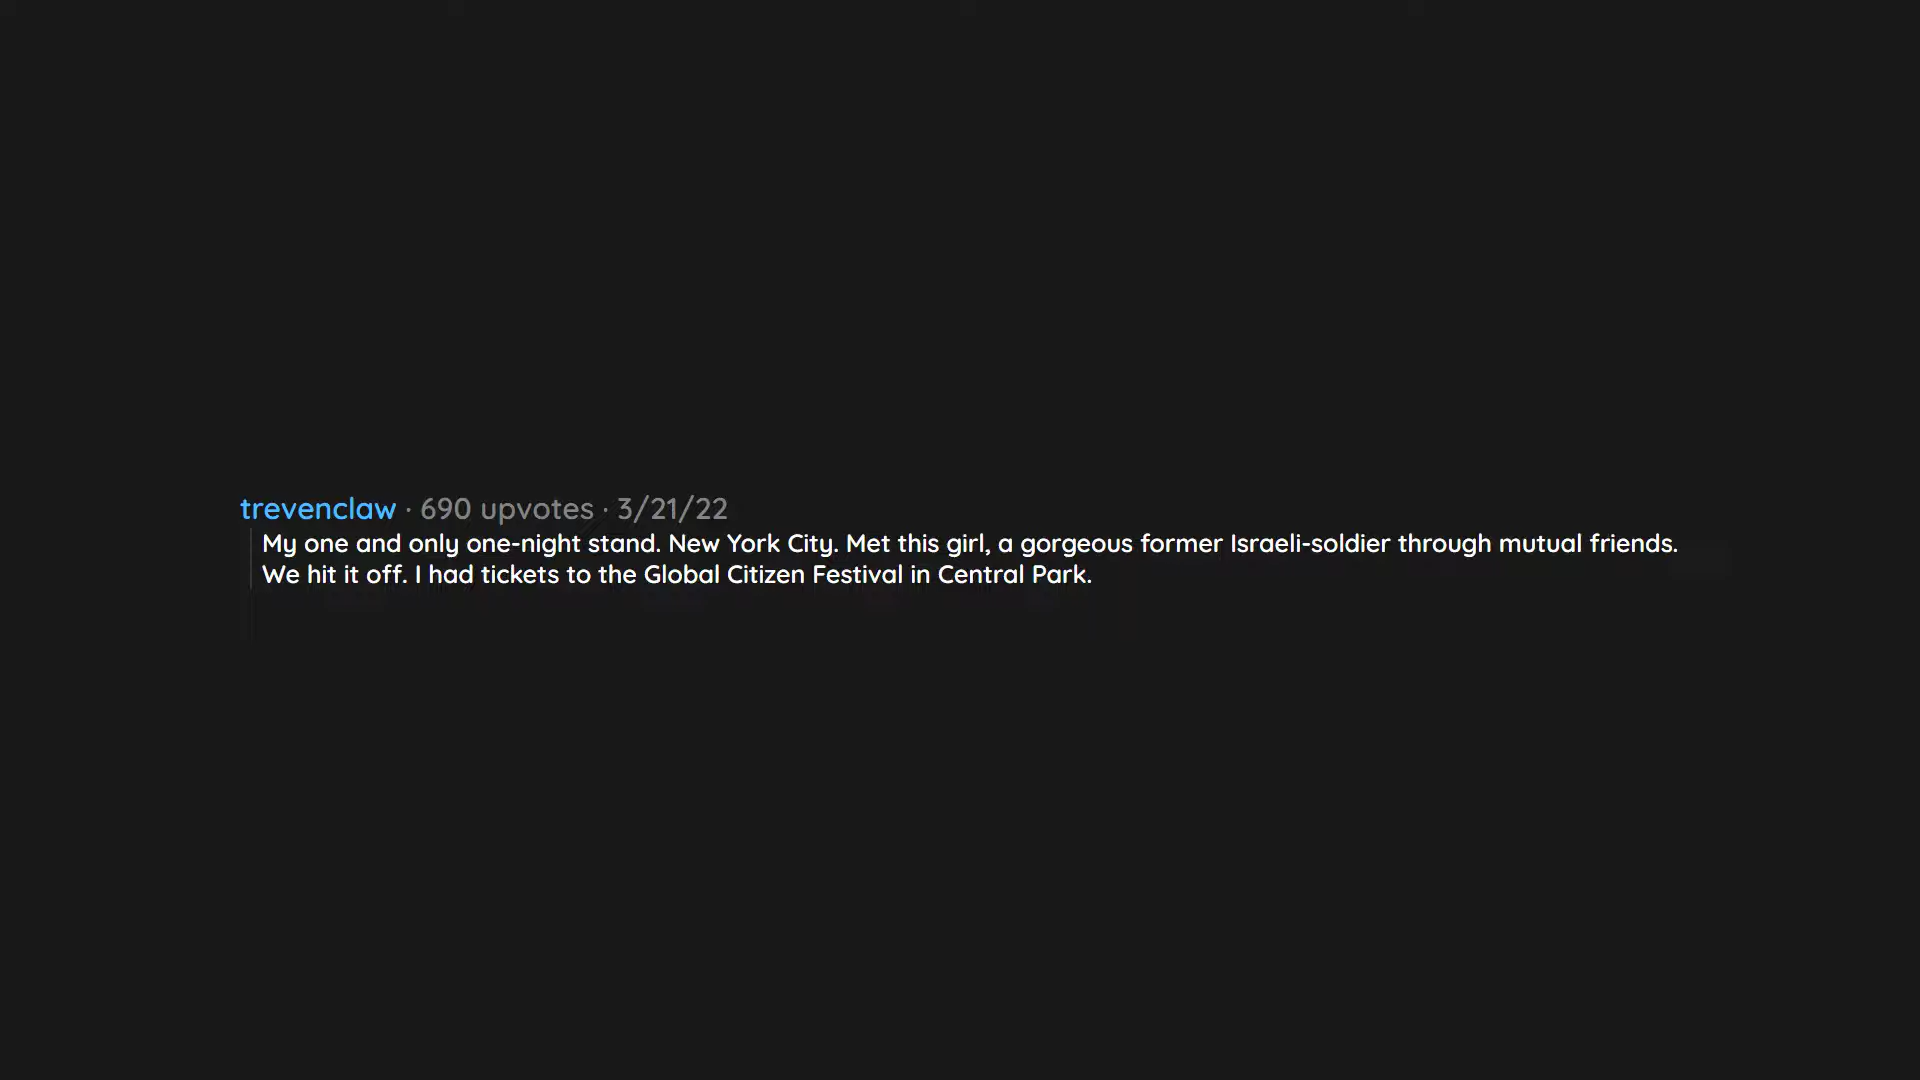 trevenclaw · 690 upvotes · 3/21/22
My one and only one-night stand. New York City. Met this girl, a gorgeous former Israeli-soldier through mutual friends.
We hit it off. I had tickets to the Global Citizen Festival in Central Park.